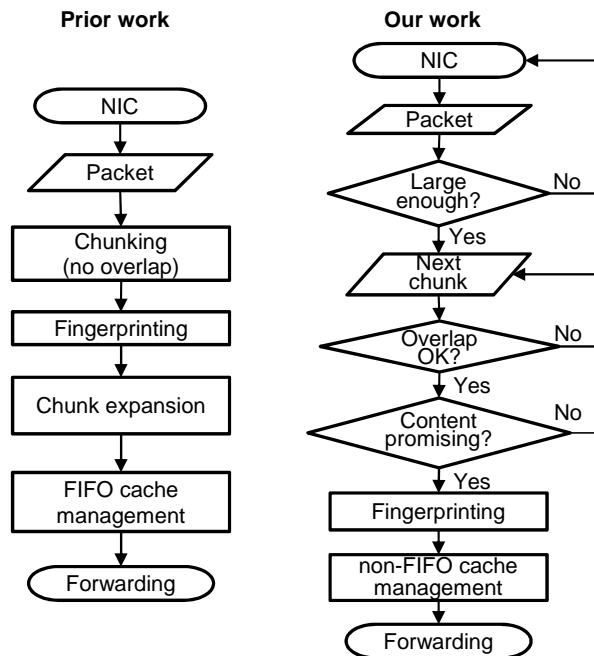 Prior work
NIC
Packet
Chunking
(no overlap)
Fingerprinting
Chunk expansion
FIFO cache
management
Forwarding
Our work
NIC
Packet
Large
enough?
No
Yes
Next
chunk
Overlap
OK?
No
Yes
Content
promising?
No
Yes
Fingerprinting
non-FIFO cache
management
Forwarding